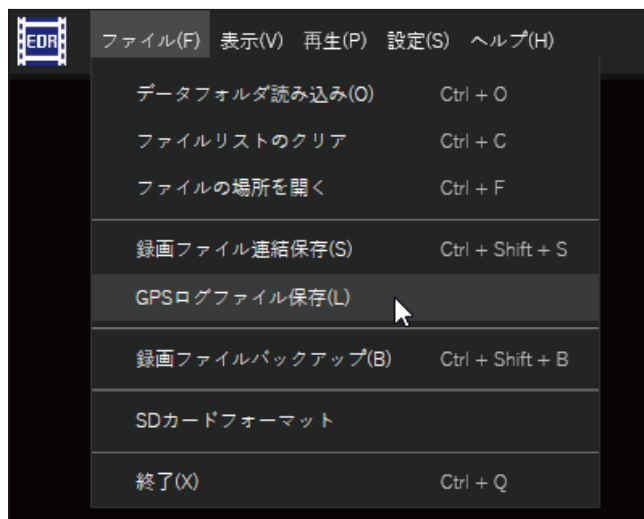 EDR ファイル(F) 表示(V) 再生(P) 設定(S) ヘルプ(H)
データフォルダ読み込み(O) Ctrl + O
ファイルリストのクリア Ctrl + C
ファイルの場所を開く Ctrl + F
録画ファイル連結保存(S) Ctrl + Shift + S
GPSログファイル保存(L)
録画ファイルバックアップ(B) Ctrl + Shift + B
SDカードフォーマット
終了(X) Ctrl + Q